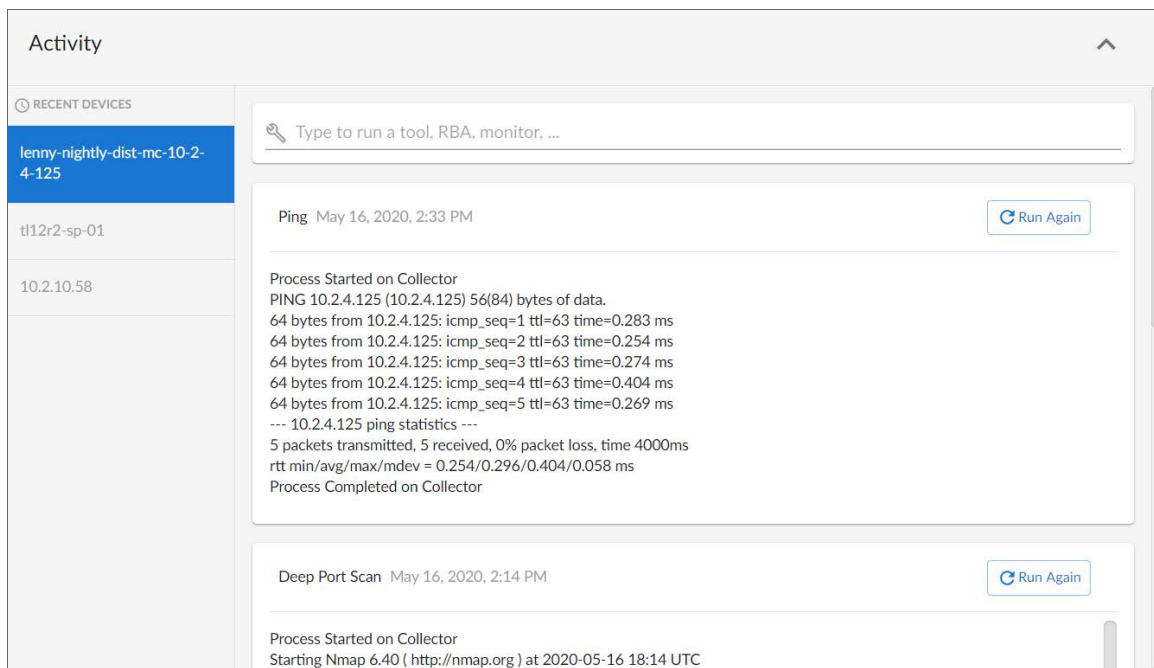 Activity
RECENT DEVICES
lenny-nightly-dist-mc-10-2-
4-125
tl12r2-sp-01
10.2.10.58
Type to run a tool, RBA, monitor, ...
Ping May 16, 2020, 2:33 PM
Run Again
Process Started on Collector
PING 10.2.4.125 (10.2.4.125) 56(84) bytes of data.
64 bytes from 10.2.4.125: icmp_seq=1 ttl=63 time=0.283 ms
64 bytes from 10.2.4.125: icmp_seq=2 ttl=63 time=0.254 ms
64 bytes from 10.2.4.125: icmp_seq=3 ttl=63 time=0.274 ms
64 bytes from 10.2.4.125: icmp_seq=4 ttl=63 time=0.404 ms
64 bytes from 10.2.4.125: icmp_seq=5 ttl=63 time=0.269 ms
--- 10.2.4.125 ping statistics ---
5 packets transmitted, 5 received, 0% packet loss, time 4000ms
rtt min/avg/max/mdev = 0.254/0.296/0.404/0.058 ms
Process Completed on Collector
Deep Port Scan May 16, 2020, 2:14 PM
Run Again
Process Started on Collector
Starting Nmap 6.40 ( http://nmap.org ) at 2020-05-16 18:14 UTC